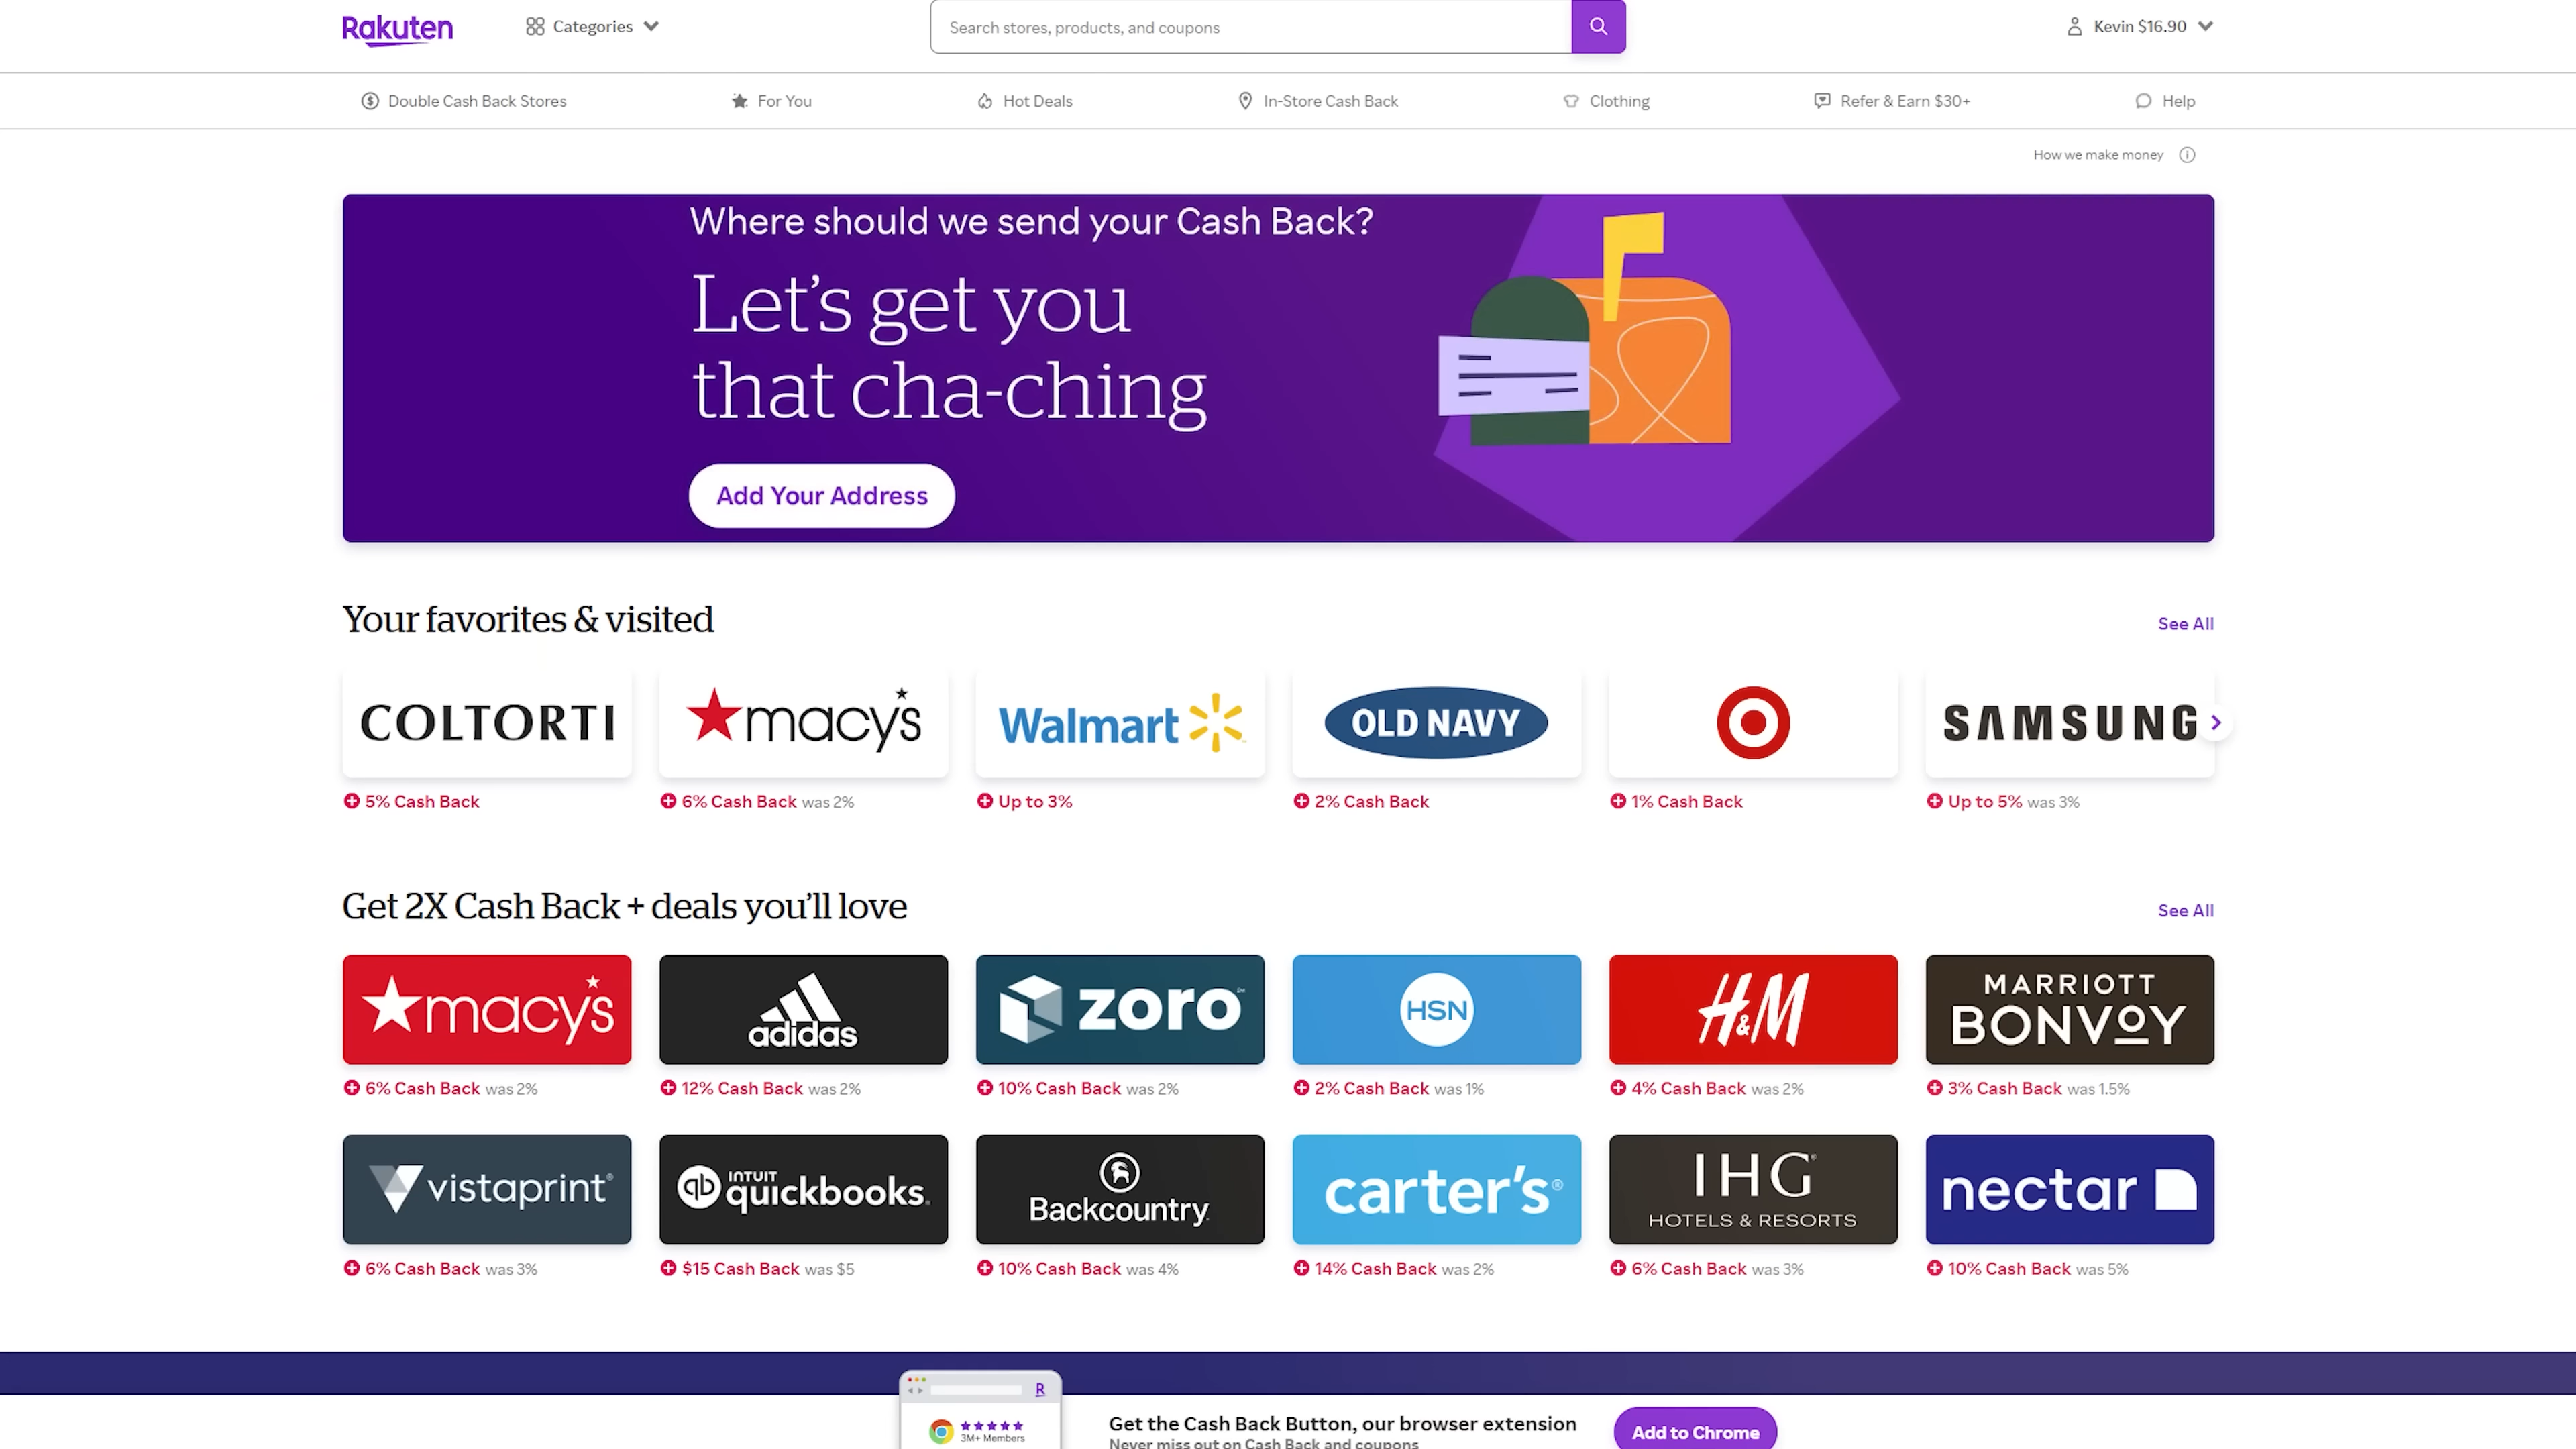 Rakuten
Categories
Search stores, products, and coupons
Kevin $16.90
Double Cash Back Stores
For You
Hot Deals
In-Store Cash Back
Clothing
Refer & Earn $30+
Help
How we make money
Where should we send your Cash Back?
Let's get you
that cha-ching
Add Your Address
Your favorites & visited
See All
COLTORTI
macy's
Walmart
OLD NAVY
SAMSUNG
5% Cash Back
6% Cash Back was 2%
Up to 3%
2% Cash Back
1% Cash Back
Up to 5% was 3%
Get 2X Cash Back + deals you'll love
See All
macy's
adidas
zoro
HSN
H&M
MARRIOTT
BONVOY
6% Cash Back was 2%
12% Cash Back was 2%
10% Cash Back was 2%
2% Cash Back was 1%
4% Cash Back was 2%
3% Cash Back was 1.5%
vistaprint®
qb INTUIT
quickbooks.
Backcountry
carter's®
IHG®
HOTELS & RESORTS
nectar
6% Cash Back was 3%
$15 Cash Back was $5
10% Cash Back was 4%
14% Cash Back was 2%
6% Cash Back was 3%
10% Cash Back was 5%
R
3M+ Members
Get the Cash Back Button, our browser extension
Never miss out on Cash Back and coupons
Add to Chrome